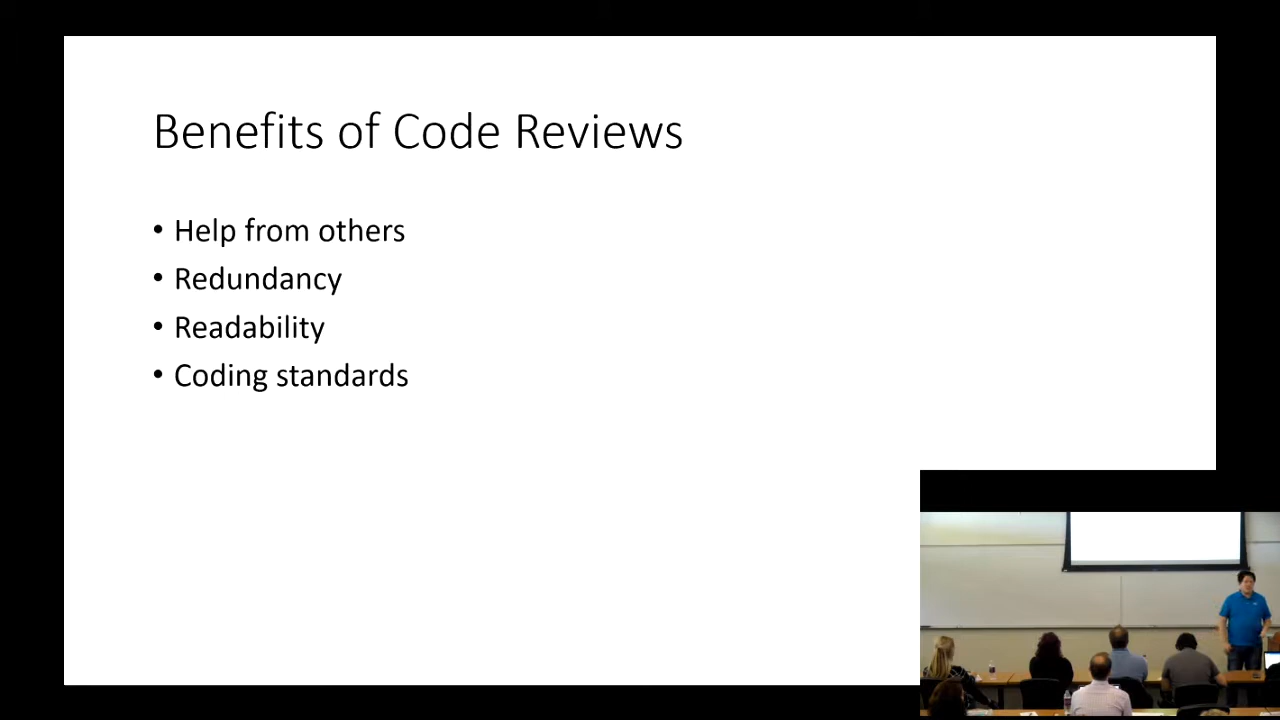 Benefits of Code Reviews
• Help from others
• Redundancy
• Readability
• Coding standards